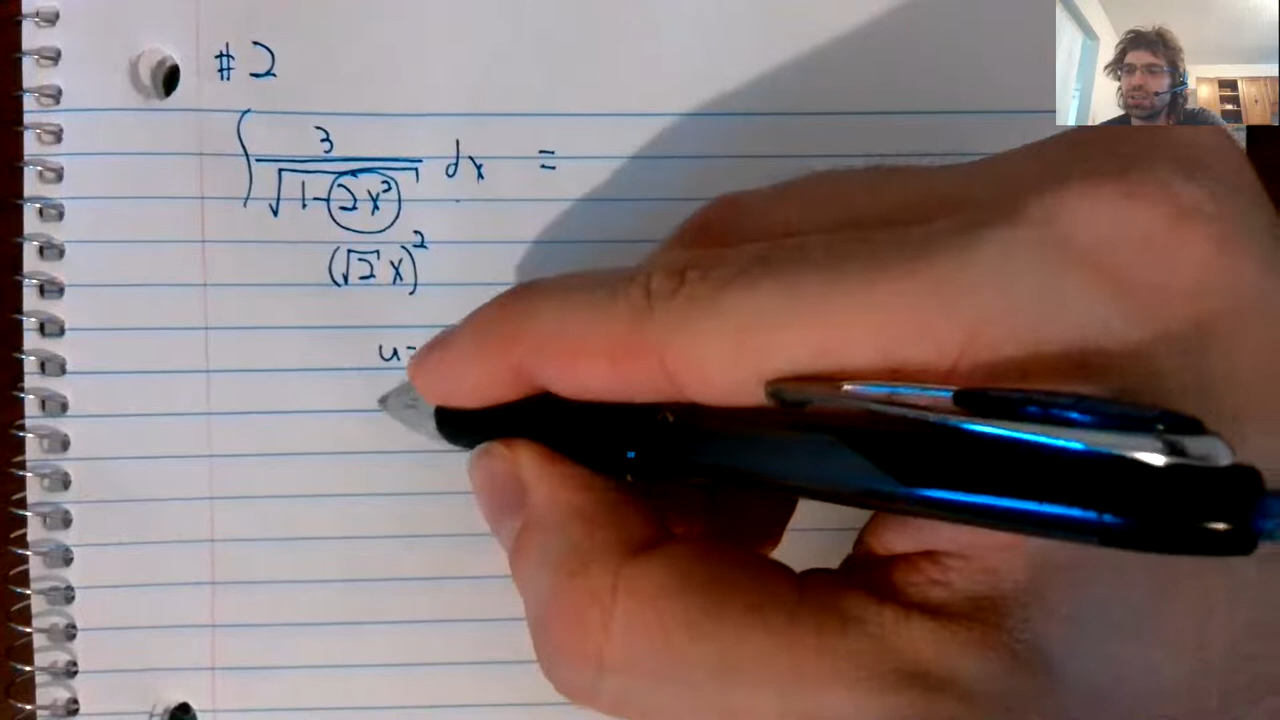 #2
∫ 3/√(1-2x²) dx =
(√2 x)²
u=